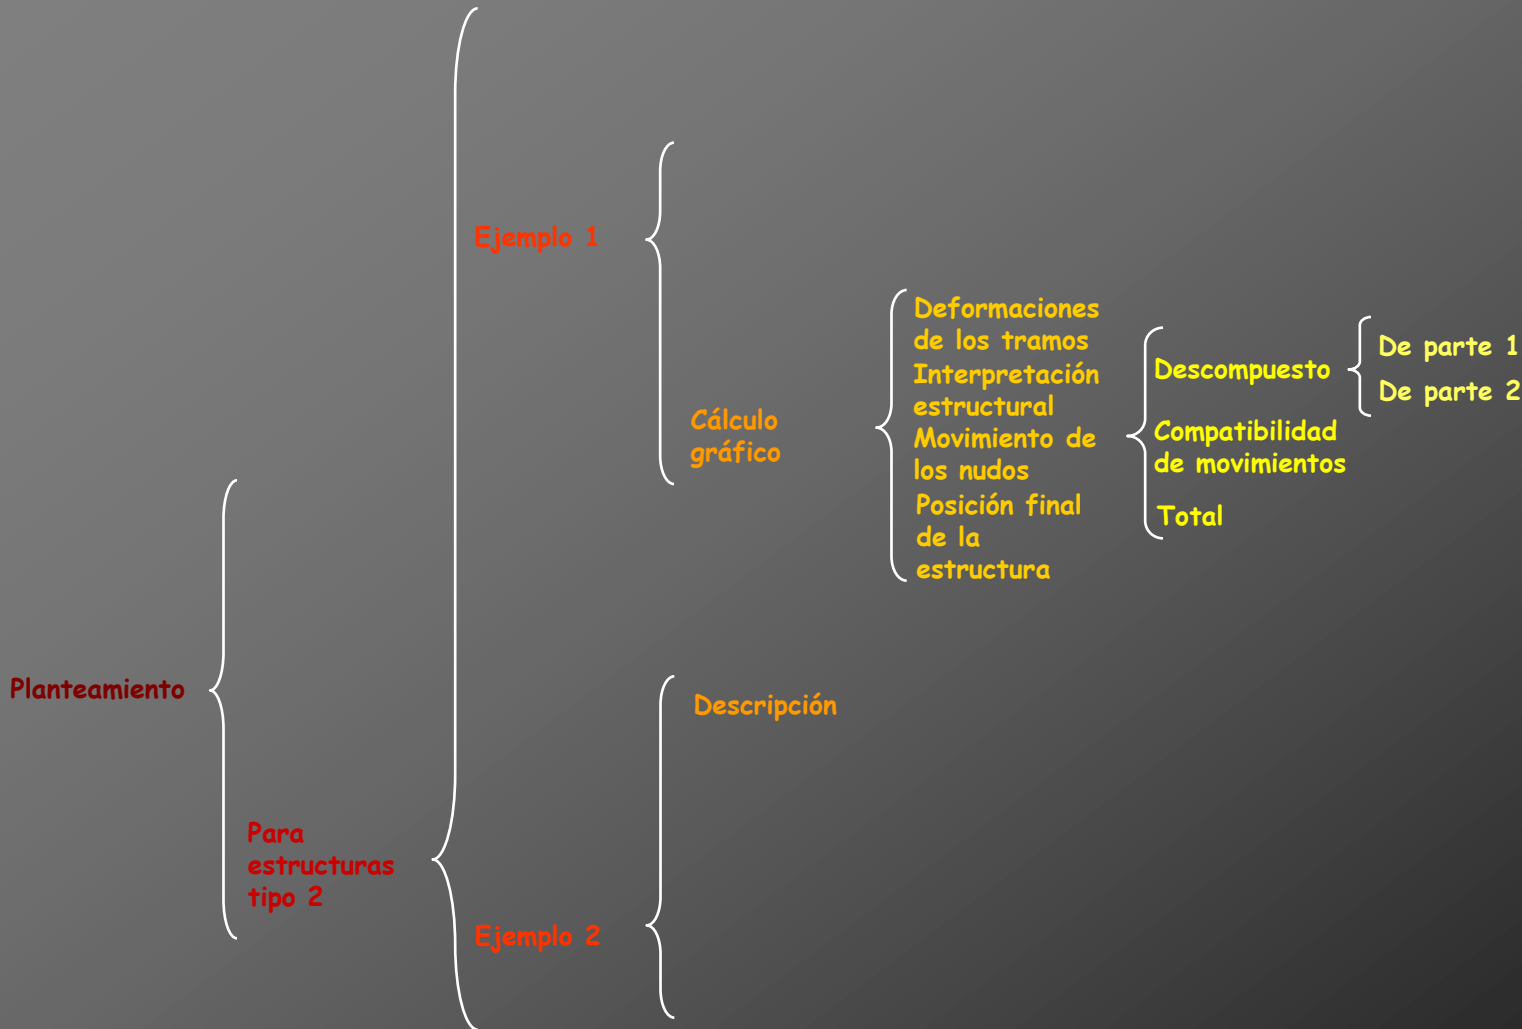 Planteamiento
Para
estructuras
tipo 2
Ejemplo 1
Cálculo
gráfico
Deformaciones
de los tramos
Interpretación
estructural
Movimiento de
los nudos
Posición final
de la
estructura
Descompuesto
De parte 1
De parte 2
Compatibilidad
de movimientos
Total
Ejemplo 2
Descripción